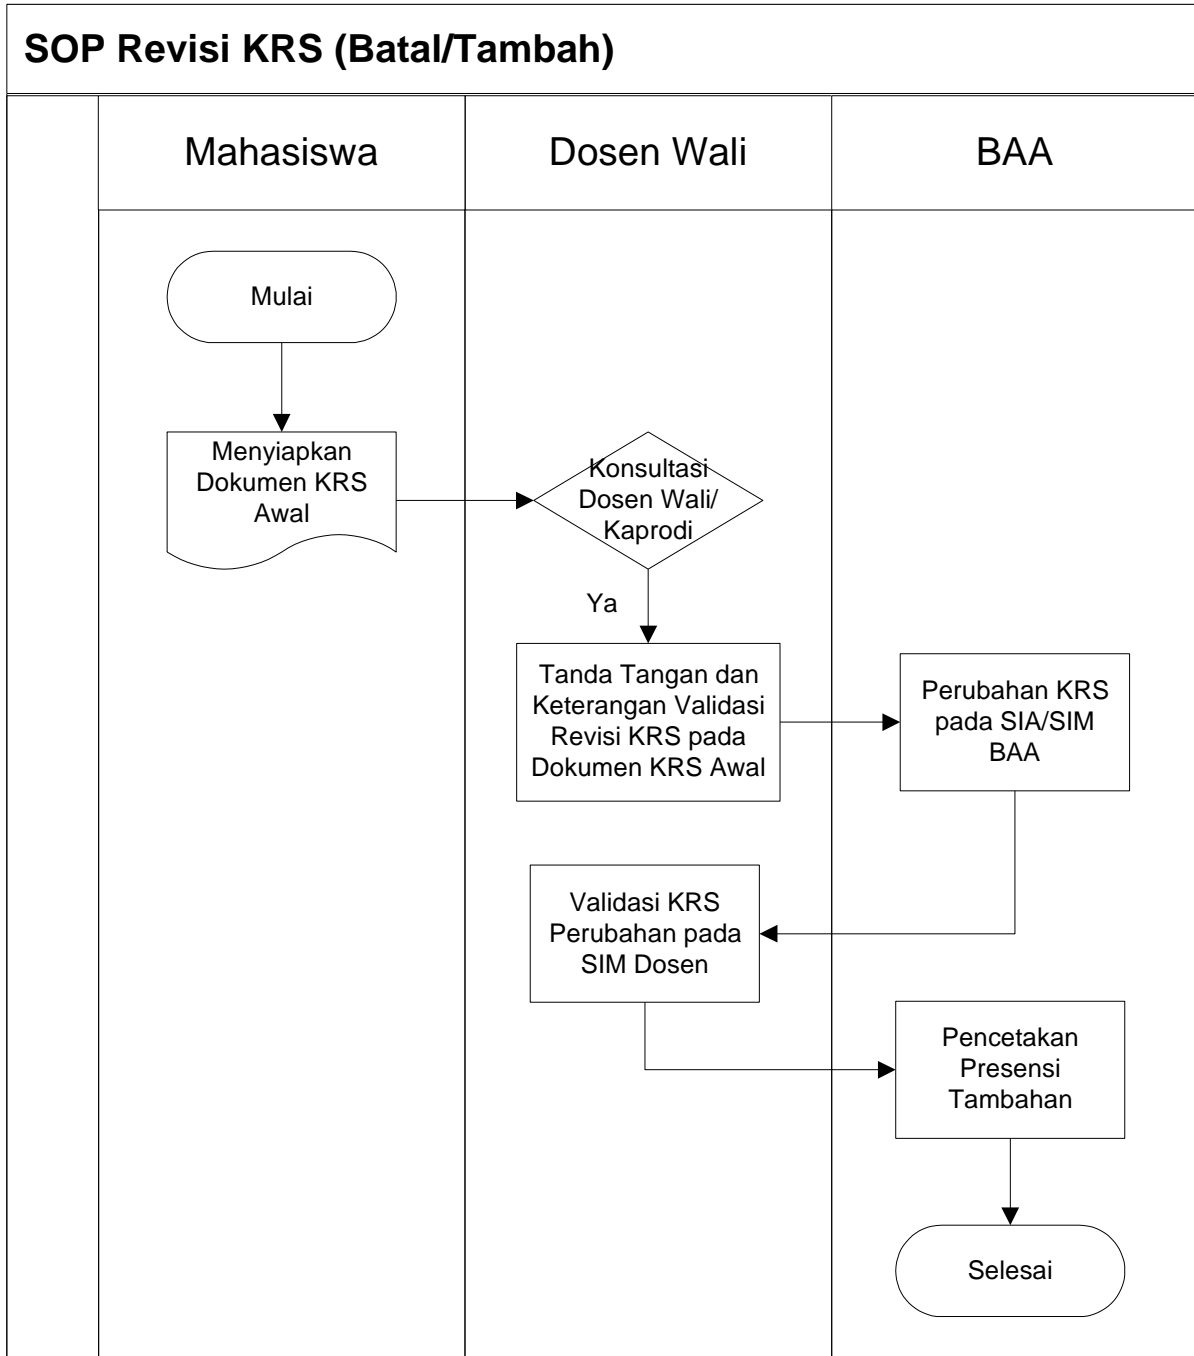 SOP Revisi KRS (Batal/Tambah)
Mahasiswa
Dosen Wali
BAA
Mulai
Menyiapkan
Dokumen KRS
Awal
Konsultasi
Dosen Wali/
Kaprodi
Ya
Tanda Tangan dan
Keterangan Validasi
Revisi KRS pada
Dokumen KRS Awal
Perubahan KRS
pada SIA/SIM
BAA
Validasi KRS
Perubahan pada
SIM Dosen
Pencetakan
Presensi
Tambahan
Selesai